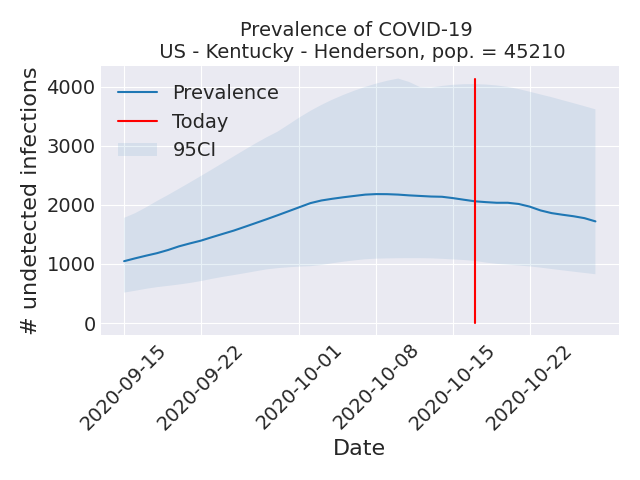 Prevalence of COVID-19
US - Kentucky - Henderson, pop. = 45210
# undetected infections
4000
3000
2000
1000
0
Prevalence
Today
95CI
2020-09-15
2020-09-22
2020-10-01
2020-10-08
2020-10-15
2020-10-22
Date